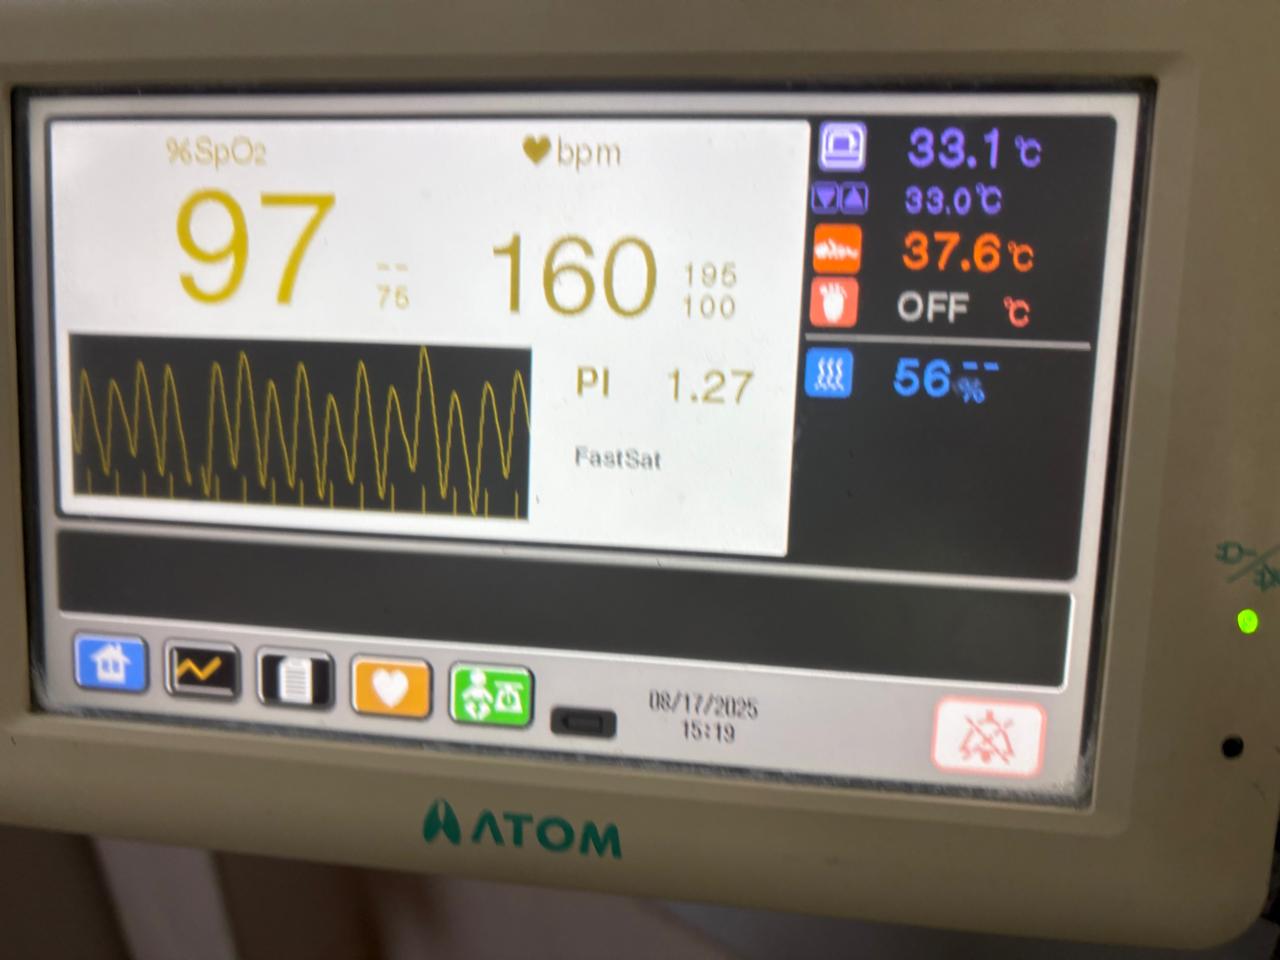 %SpO2
97
--
75
bpm
160
195
100
PI 1.27
FastSat
33.1 ℃
33.0℃
37.6℃
OFF ℃
56 --
%
08/17/2025
15:19
ATOM